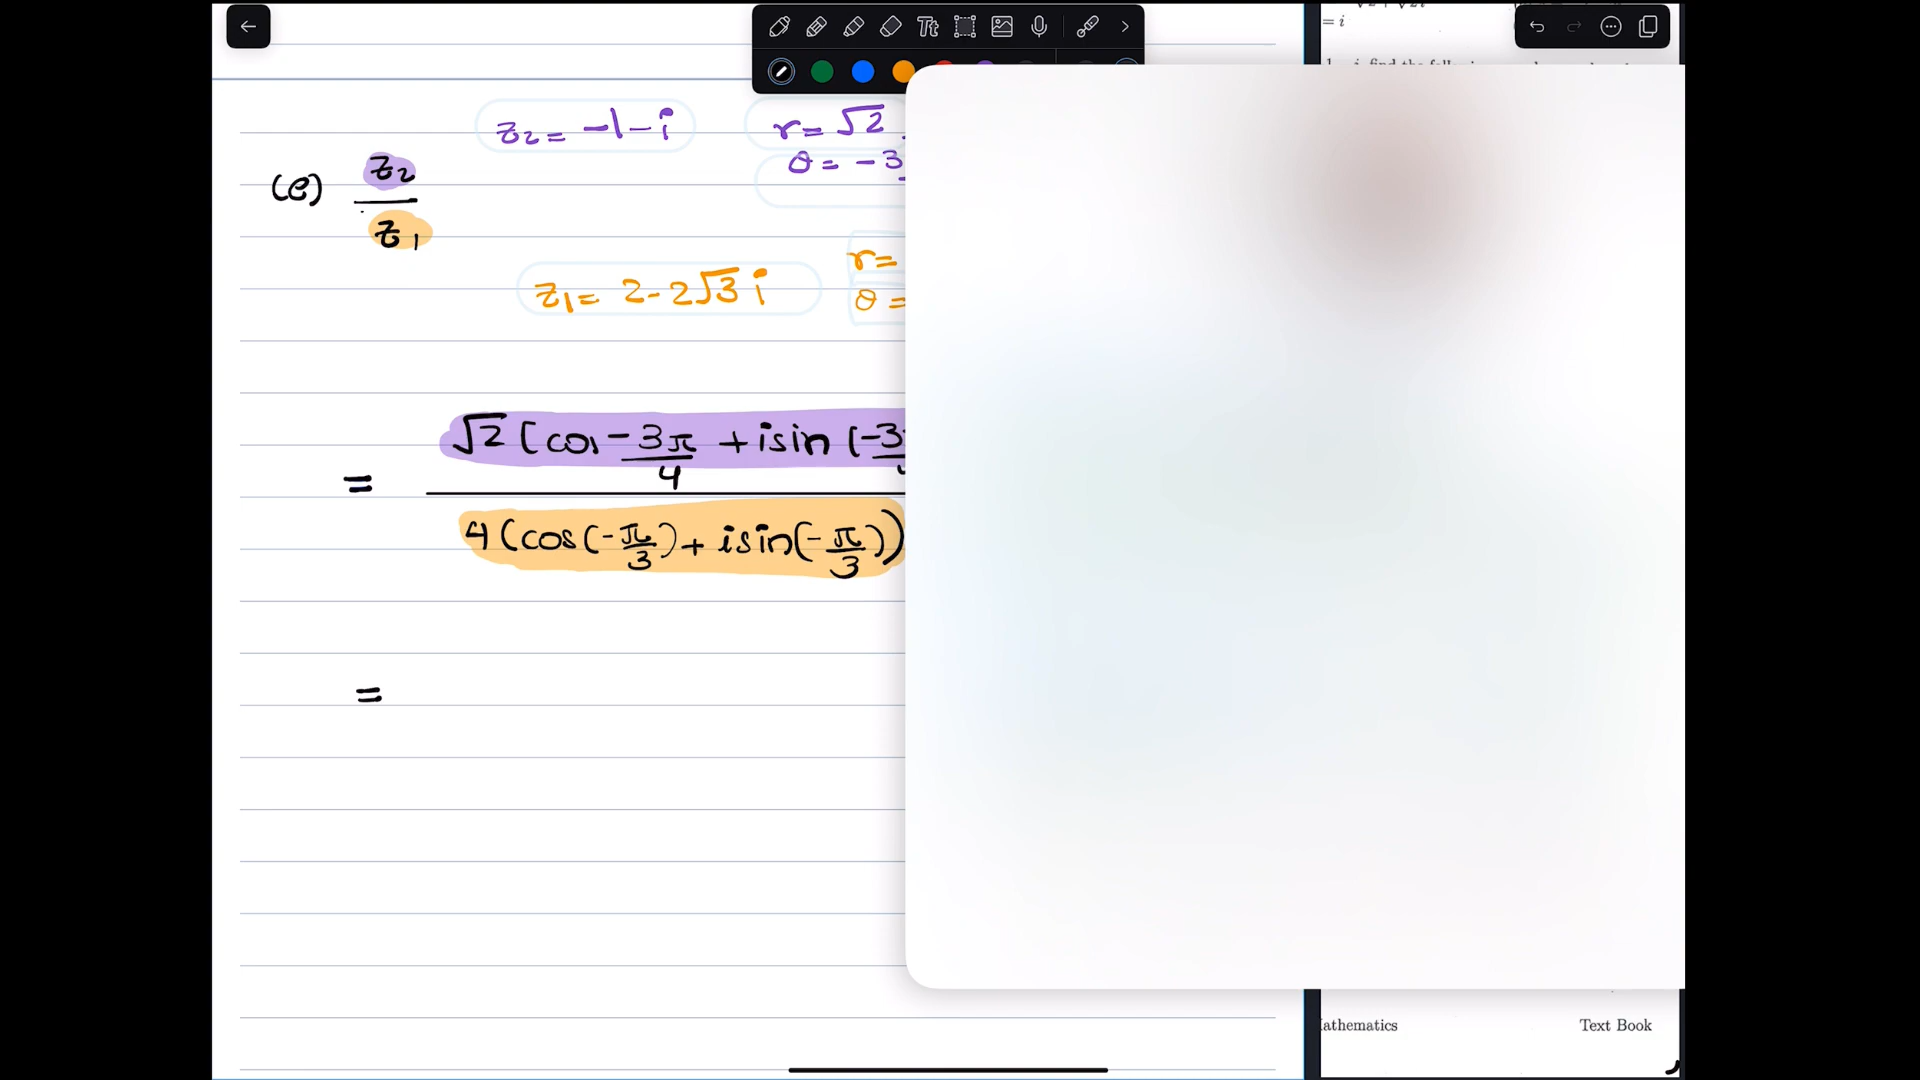 = i
z₂ = -1 - i
r = √2
θ = -3
(e) z₂
z₁
z₁ = 2 - 2√3 i
r =
θ =
= √2 [cos -3π/4 + i sin (-3
4 (cos(-π/3) + i sin(-π/3))
=
athematics
Text Book